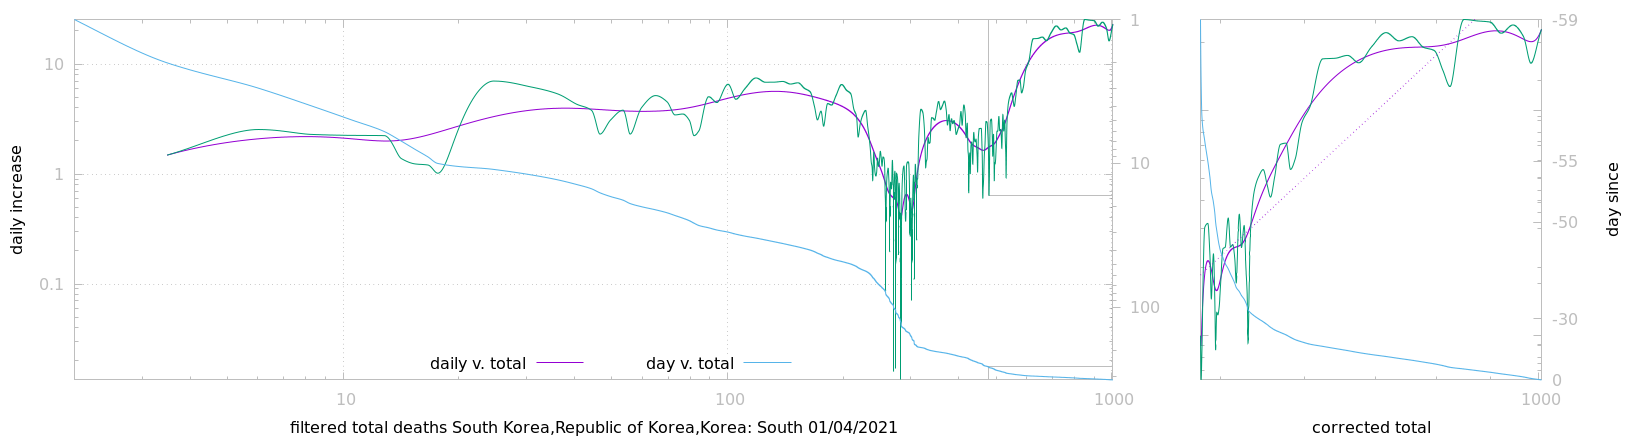 daily increase
10
1
0.1
1
10
100
daily v. total
day v. total
10
100
1000
filtered total deaths South Korea,Republic of Korea,Korea: South 01/04/2021
-59
-55
-50
-30
0
day since
1000
corrected total